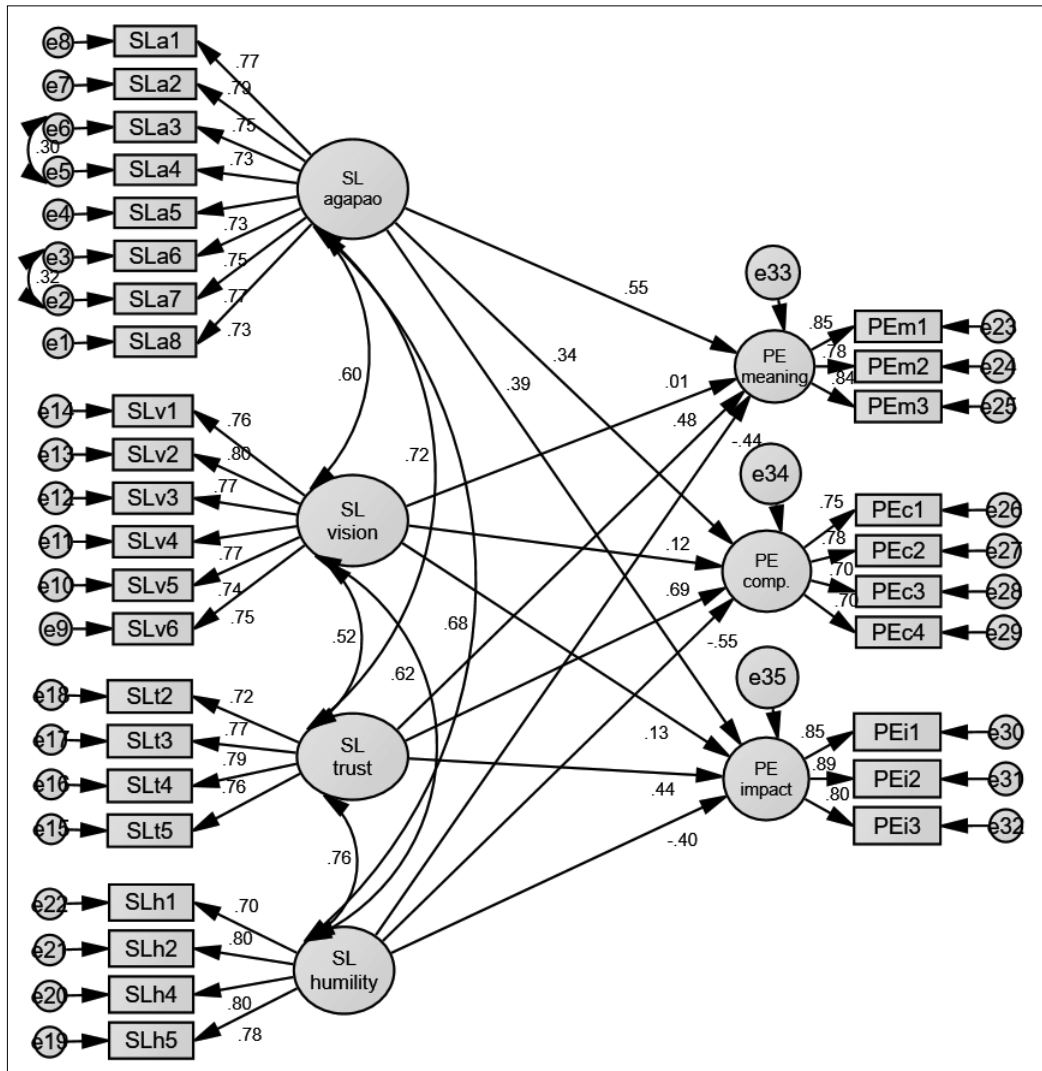 e8 SLa1
.77
e7 SLa2
.79
e6 SLa3
.75
.30
e5 SLa4
.73
e4 SLa5
.73
e3 SLa6
.75
.32
e2 SLa7
.77
e1 SLa8
.73
SL
agapao
e14 SLv1
.76
e13 SLv2
.80
e12 SLv3
.77
e11 SLv4
.77
e10 SLv5
.74
e9 SLv6
.75
SL
vision
e18 SLt2
.72
e17 SLt3
.77
e16 SLt4
.79
e15 SLt5
.76
SL
trust
e22 SLh1
.70
e21 SLh2
.80
e20 SLh4
.80
e19 SLh5
.78
SL
humility
.60
.72
.68
.52
.62
.76
.55
.34
.39
.01
.48
-.44
.12
.69
-.55
.13
.44
-.40
e33
PE
meaning
.85
PEm1 e23
.78
PEm2 e24
.84
PEm3 e25
e34
PE
comp.
.75
PEc1 e26
.78
PEc2 e27
.70
PEc3 e28
.70
PEc4 e29
e35
PE
impact
.85
PEi1 e30
.89
PEi2 e31
.80
PEi3 e32